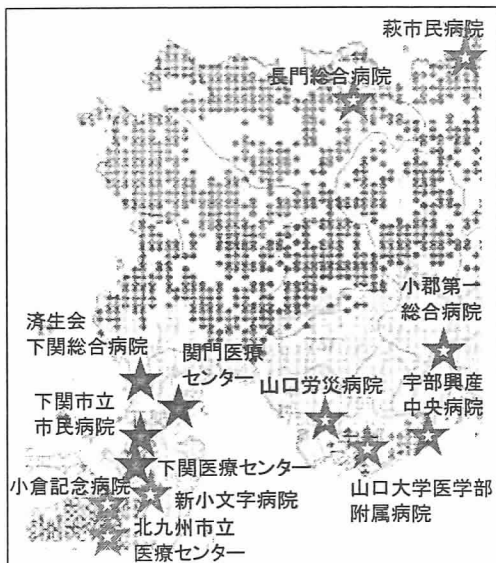 萩市民病院
長門総合病院
小郡第一
総合病院
済生会
下関総合病院
関門医療
センター
山口労災病院
宇部興産
中央病院
下関市立
市民病院
下関医療センター
小倉記念病院
新小文字病院
山口大学医学部
附属病院
北九州市立
医療センター